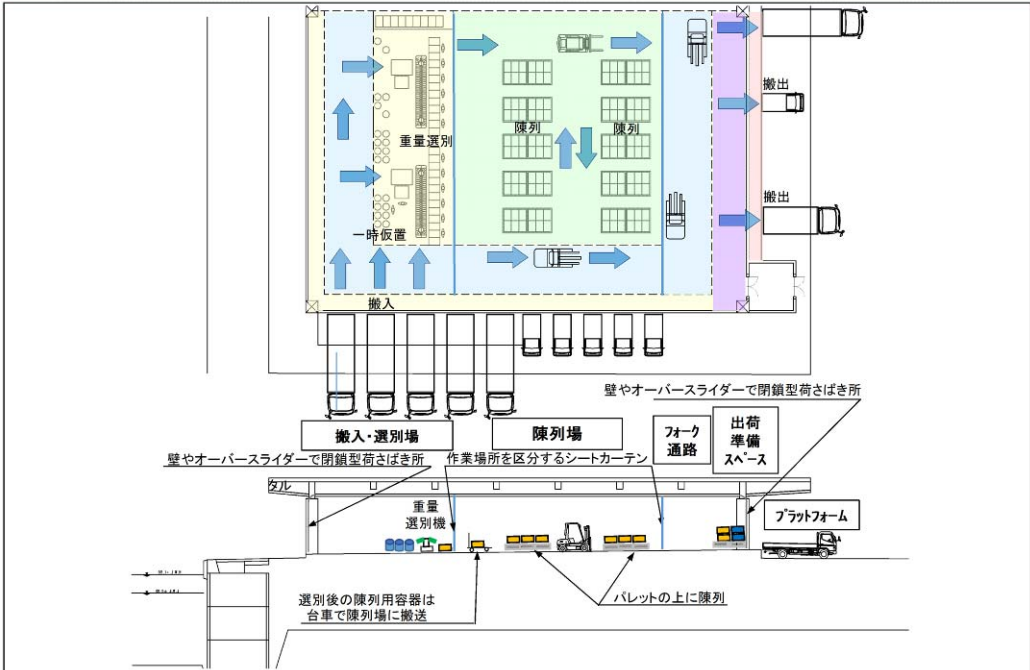 搬出
重量選別
陳列
陳列
搬出
一時仮置
搬入
壁やオーバースライダーで閉鎖型荷さばき所
搬入・選別場
陳列場
フォーク
通路
出荷
準備
スペース
壁やオーバースライダーで閉鎖型荷さばき所
作業場所を区分するシートカーテン
タル
重量
選別機
プラットフォーム
選別後の陳列用容器は
台車で陳列場に搬送
パレットの上に陳列